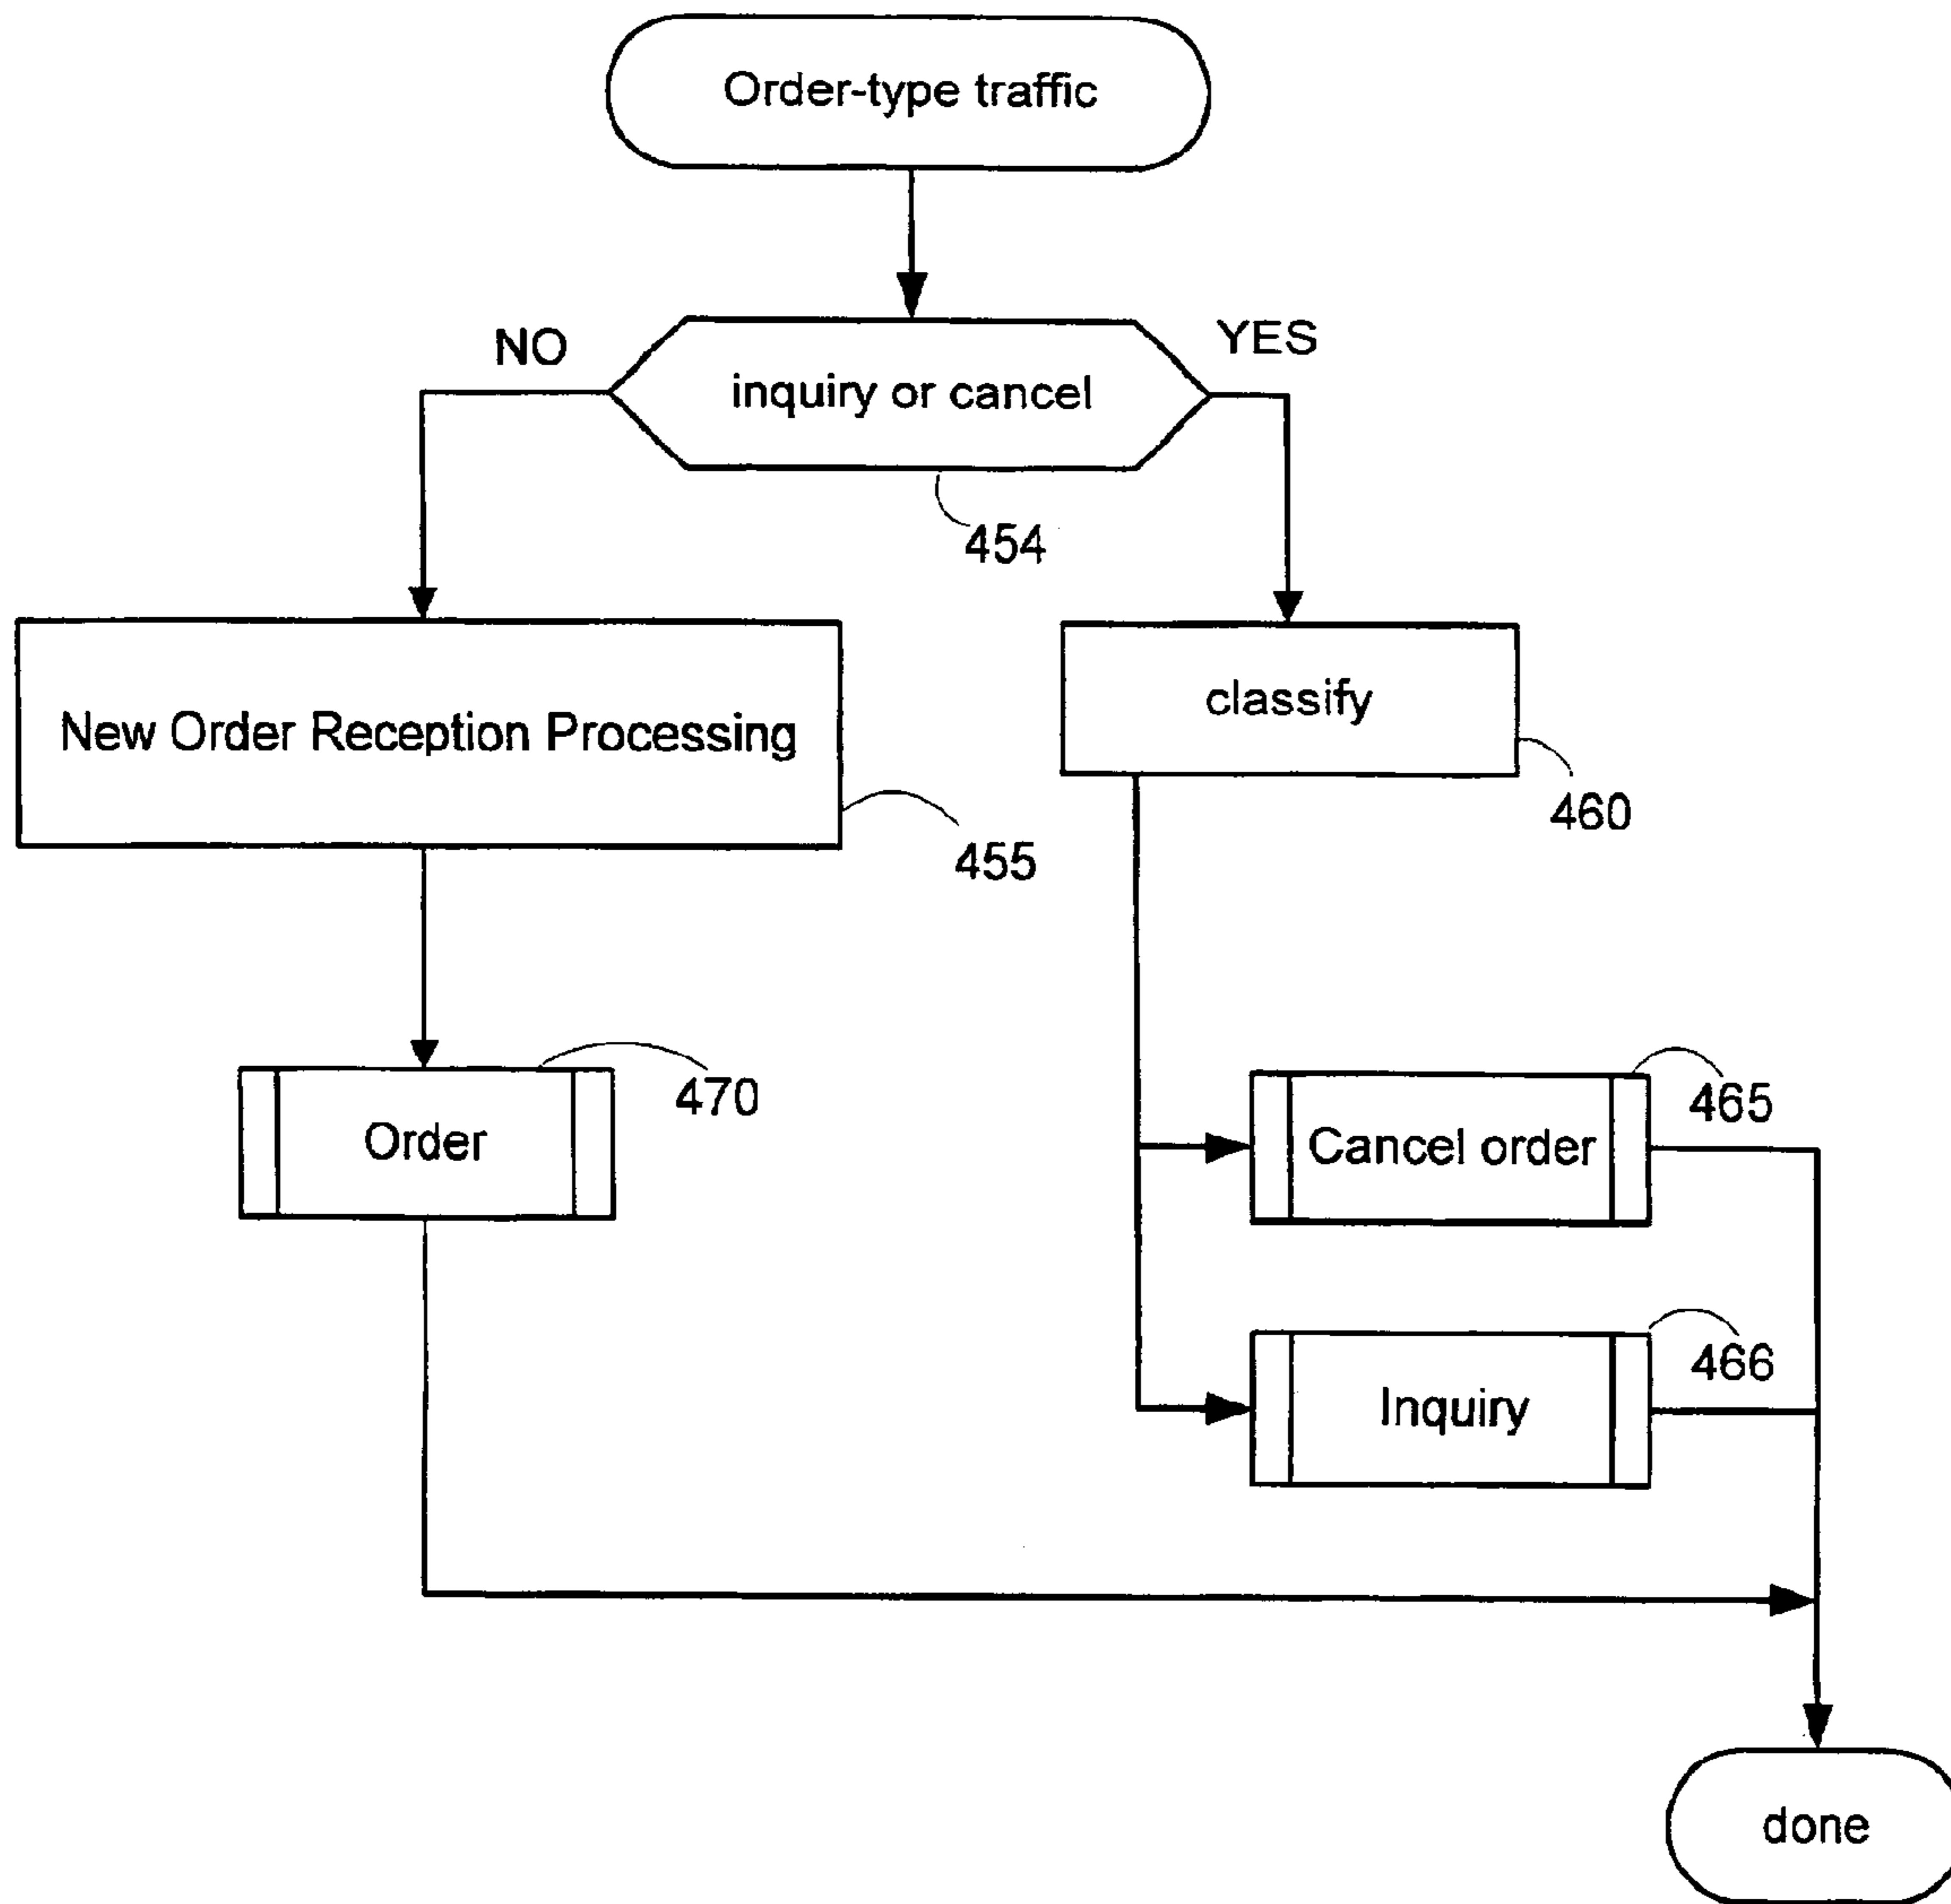 Order-type traffic
NO
YES
inquiry or cancel
454
New Order Reception Processing
classify
460
455
470
Order
465
Cancel order
466
Inquiry
done